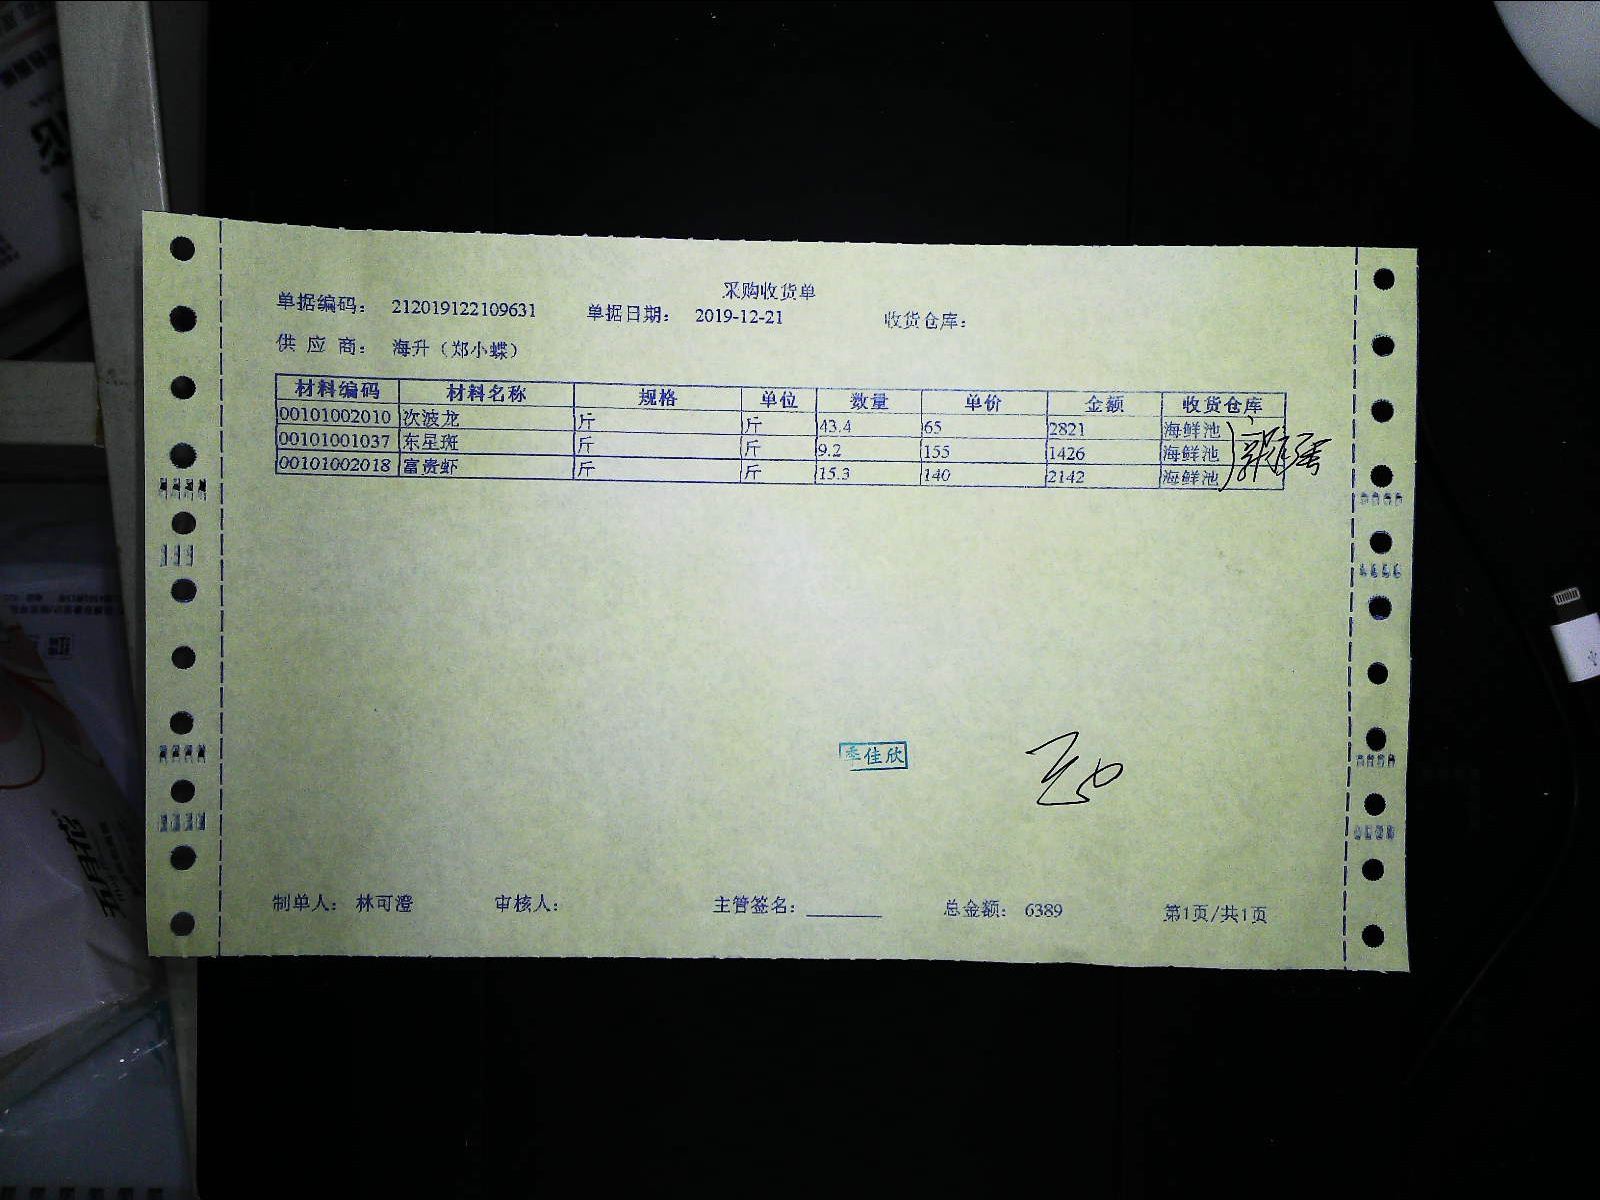 采购收货单
单据编码： 212019122109631 单据日期： 2019-12-21 收货仓库：
供 应 商： 海升（郑小蝶）
材料编码 材料名称 规格 单位 数量 单价 金额 收货仓库
00101002010 次波龙 斤 斤 43.4 65 2821 海鲜池
00101001037 东星斑 斤 斤 9.2 155 1426 海鲜池
00101002018 富贵虾 斤 斤 15.3 140 2142 海鲜池
佳欣
制单人： 林可澄 审核人： 主管签名： 总金额： 6389 第1页/共1页